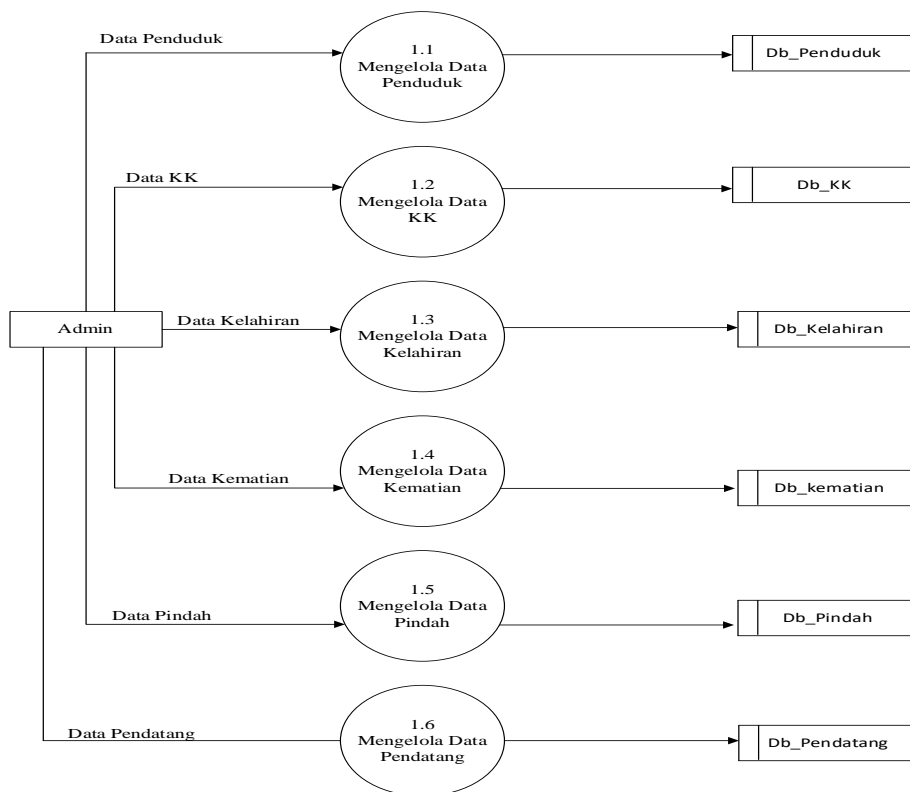 Data Penduduk
1.1
Mengelola Data
Penduduk
Db_Penduduk
Data KK
1.2
Mengelola Data
KK
Db_KK
Admin
Data Kelahiran
1.3
Mengelola Data
Kelahiran
Db_Kelahiran
Data Kematian
1.4
Mengelola Data
Kematian
Db_kematian
Data Pindah
1.5
Mengelola Data
Pindah
Db_Pindah
Data Pendatang
1.6
Mengelola Data
Pendatang
Db_Pendatang